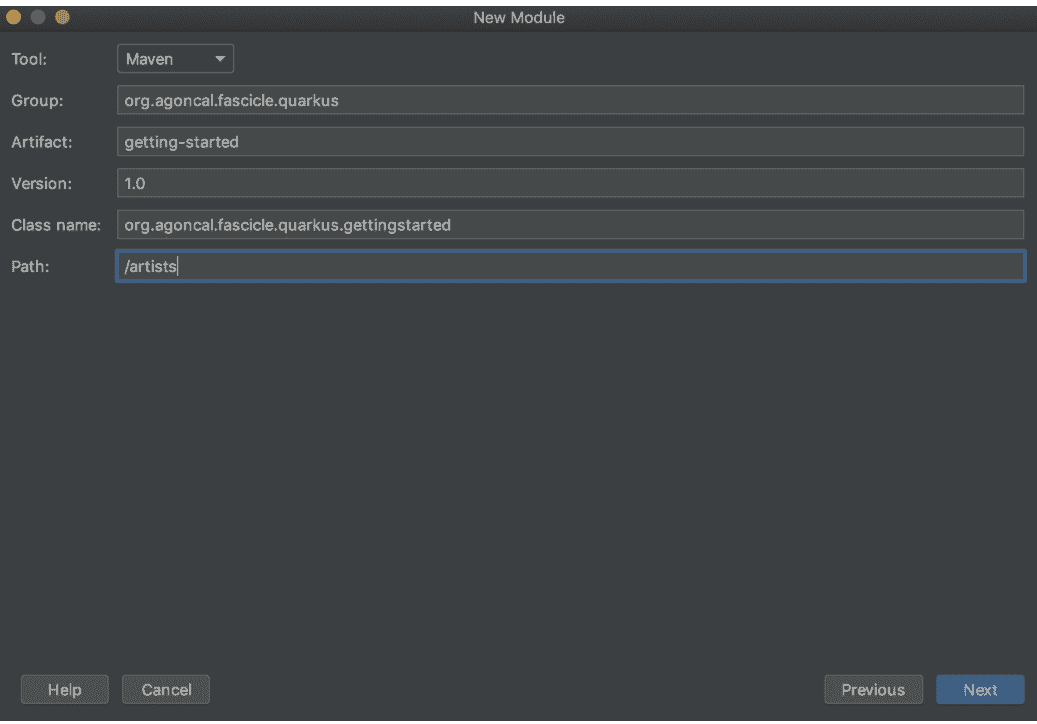 New Module
Tool: Maven
Group: org.agoncal.fascicle.quarkus
Artifact: getting-started
Version: 1.0
Class name: org.agoncal.fascicle.quarkus.gettingstarted
Path: /artists
Help Cancel Previous Next